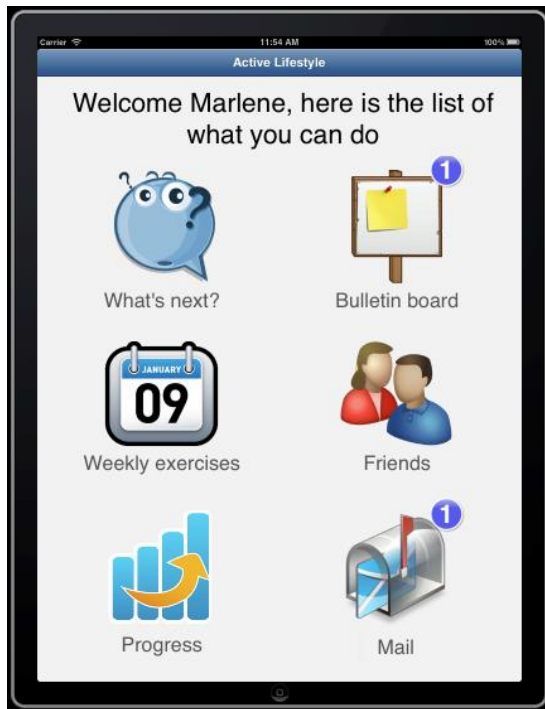 Carrier 11:54 AM 100%
Active Lifestyle
Welcome Marlene, here is the list of
what you can do
1
What's next?
Bulletin board
JANUARY
09
Weekly exercises
Friends
1
Progress
Mail